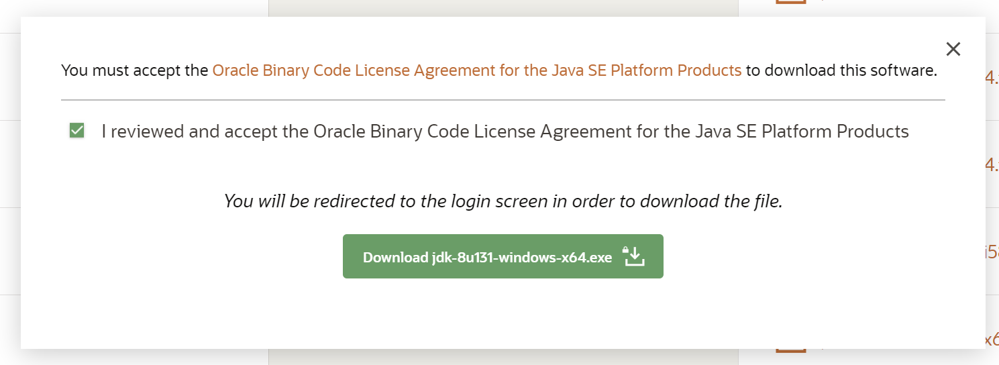 You must accept the Oracle Binary Code License Agreement for the Java SE Platform Products to download this software.
I reviewed and accept the Oracle Binary Code License Agreement for the Java SE Platform Products
You will be redirected to the login screen in order to download the file.
Download jdk-8u131-windows-x64.exe